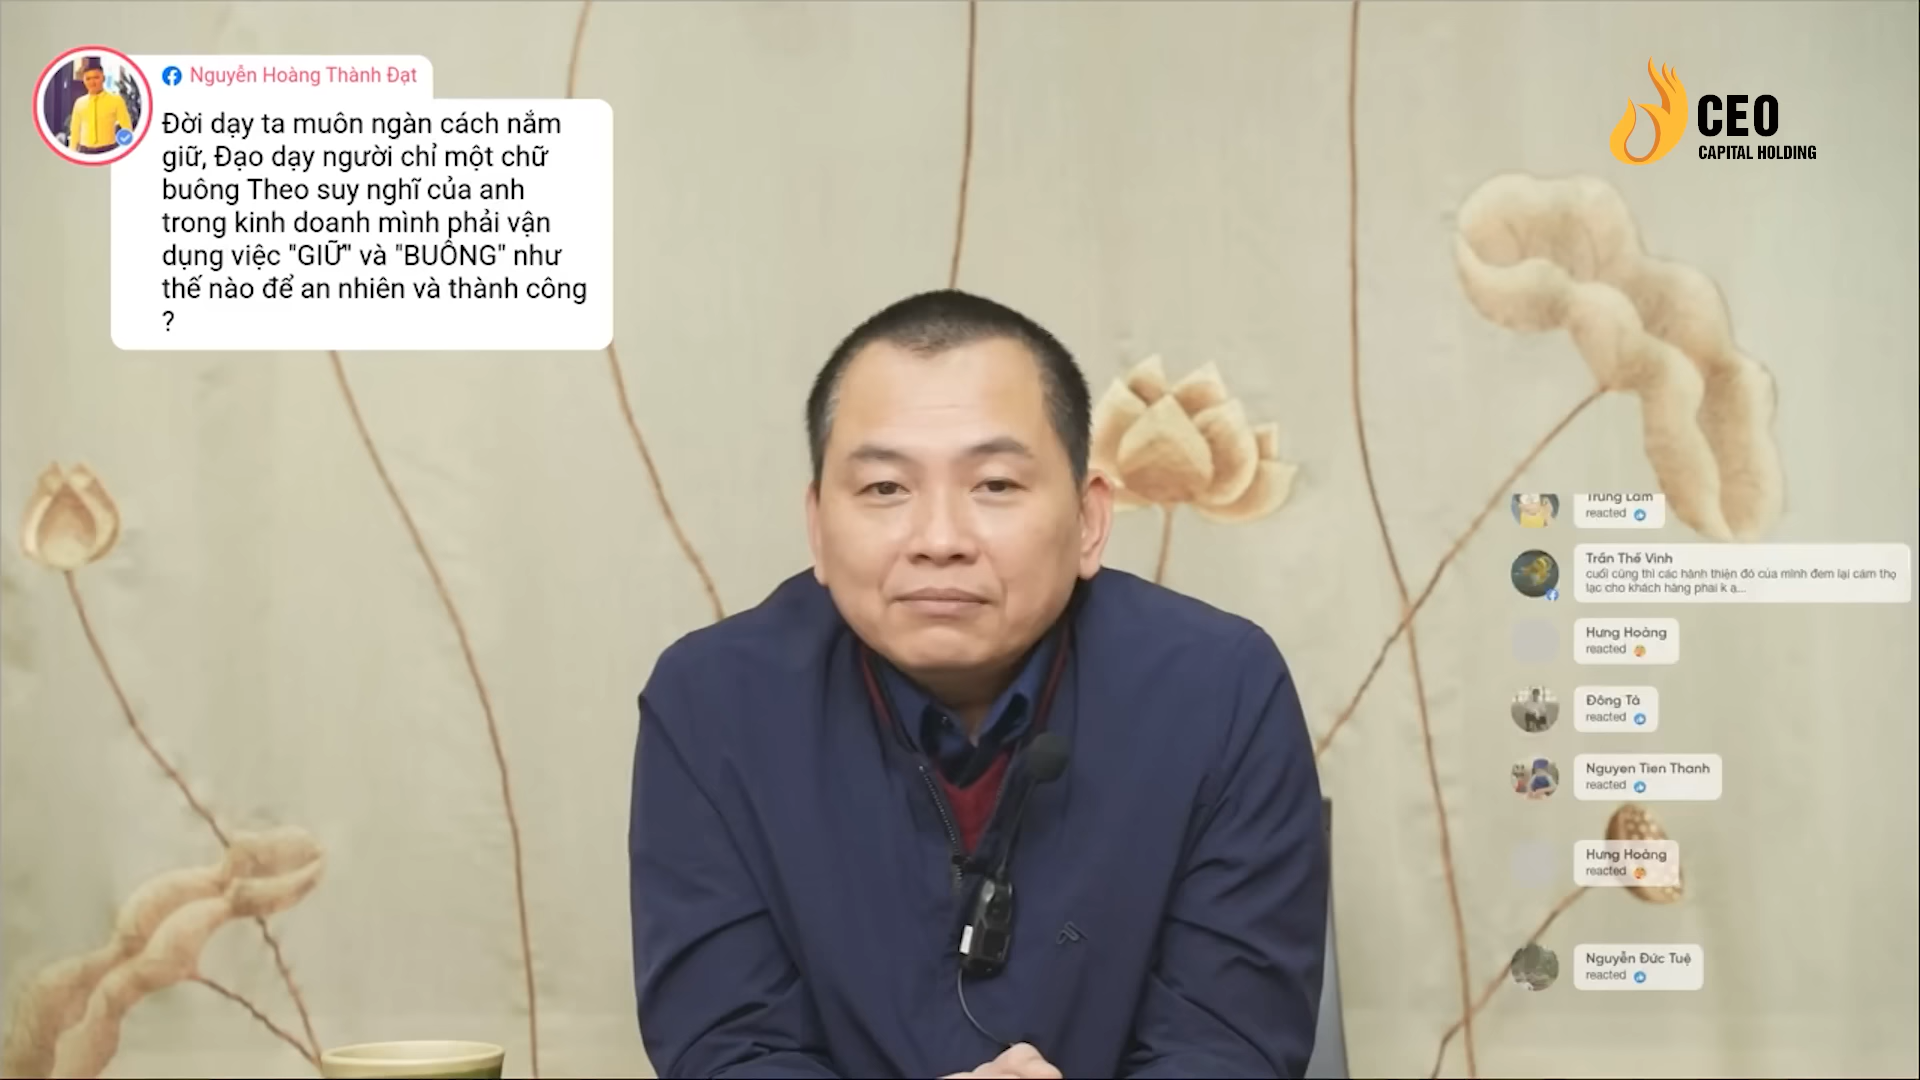 Nguyễn Hoàng Thành Đạt
Đời dạy ta muôn ngàn cách nắm
giữ, Đạo dạy người chỉ một chữ
buông Theo suy nghĩ của anh
trong kinh doanh mình phải vận
dụng việc "GIỮ" và "BUÔNG" như
thế nào để an nhiên và thành công
?
CEO
CAPITAL HOLDING
Trung Lam
reacted
Trần Thế Vinh
cuối cùng thì các hành thiện đó của mình đem lại cảm thọ
lạc cho khách hàng phải k ạ...
Hưng Hoàng
reacted
Đông Tà
reacted
Nguyen Tien Thanh
reacted
Hưng Hoàng
reacted
Nguyễn Đức Tuệ
reacted